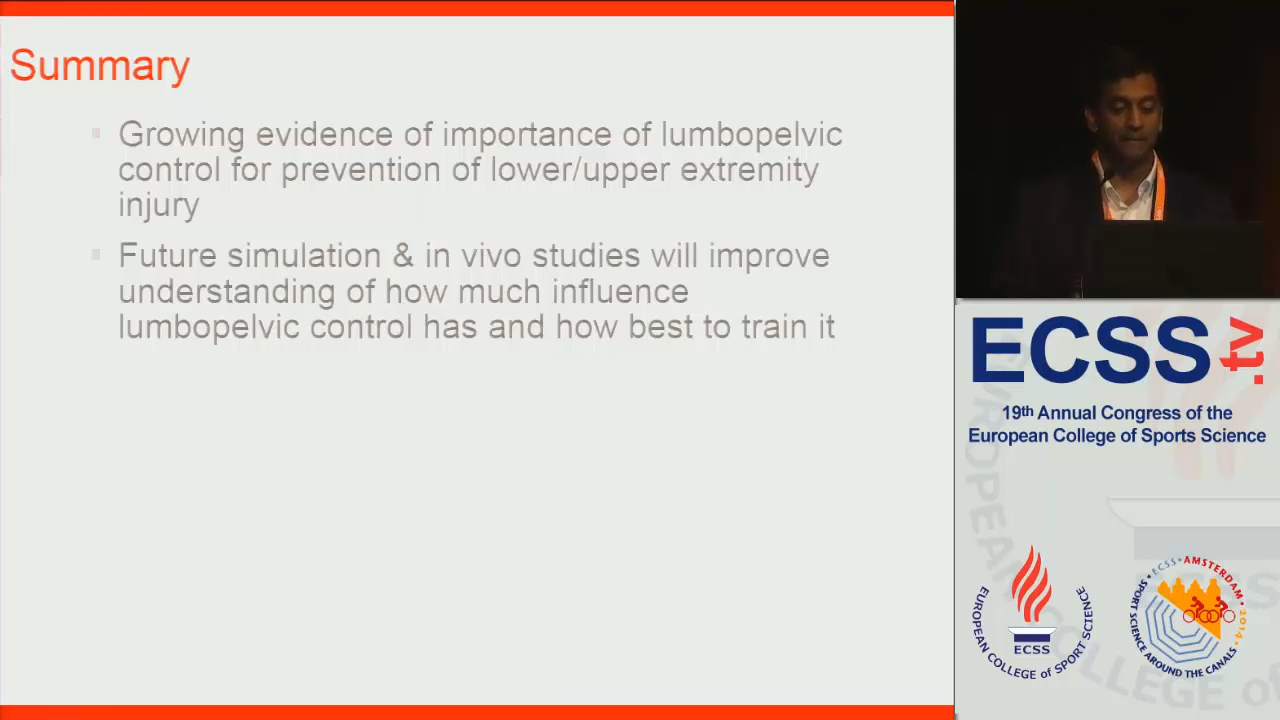 Summary
Growing evidence of importance of lumbopelvic
control for prevention of lower/upper extremity
injury
Future simulation & in vivo studies will improve
understanding of how much influence
lumbopelvic control has and how best to train it
ECSS
.tv
19th Annual Congress of the
European College of Sports Science
EUROPEAN COLLEGE of SPORT SCIENCE
ECSS
ECSS • AMSTERDAM • 2014 •
SPORT SCIENCE AROUND THE CANALS